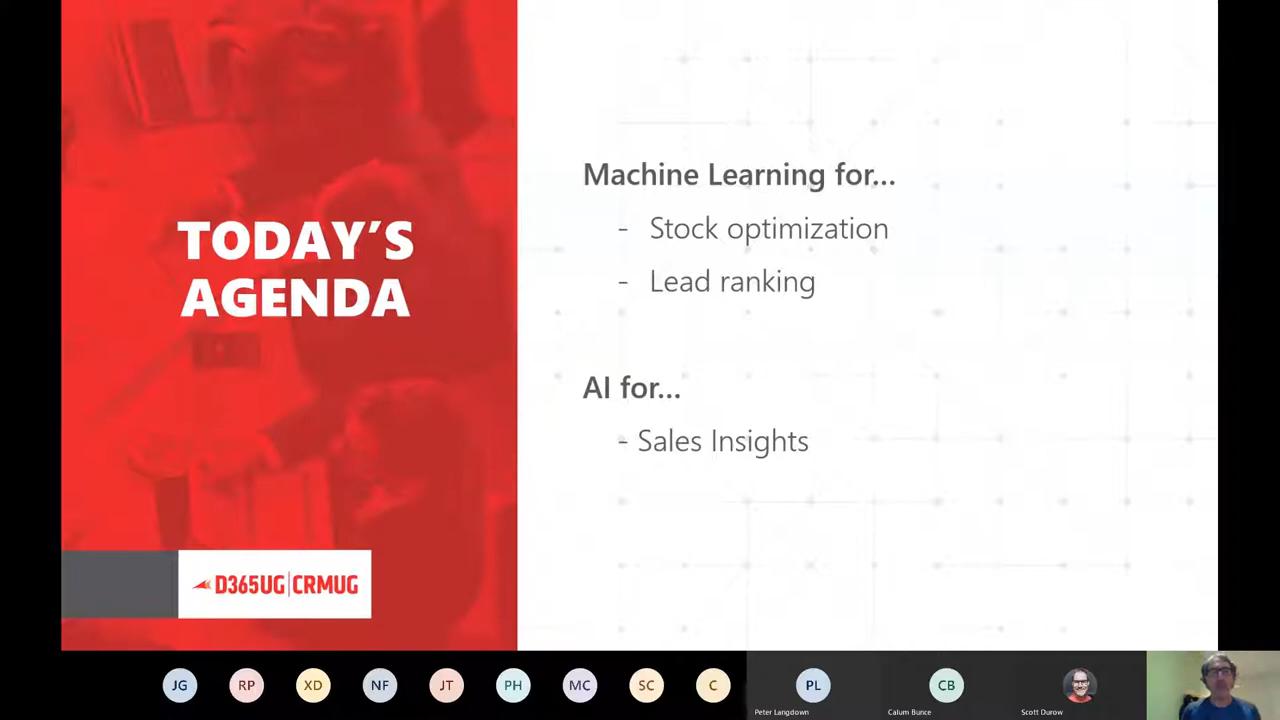 TODAY'S
AGENDA
Machine Learning for...
- Stock optimization
- Lead ranking
AI for...
- Sales Insights
D365UG|CRMUG
JG
RP
XD
NF
JT
PH
MC
SC
C
PL
CB
Peter Langdown
Calum Bunce
Scott Durow